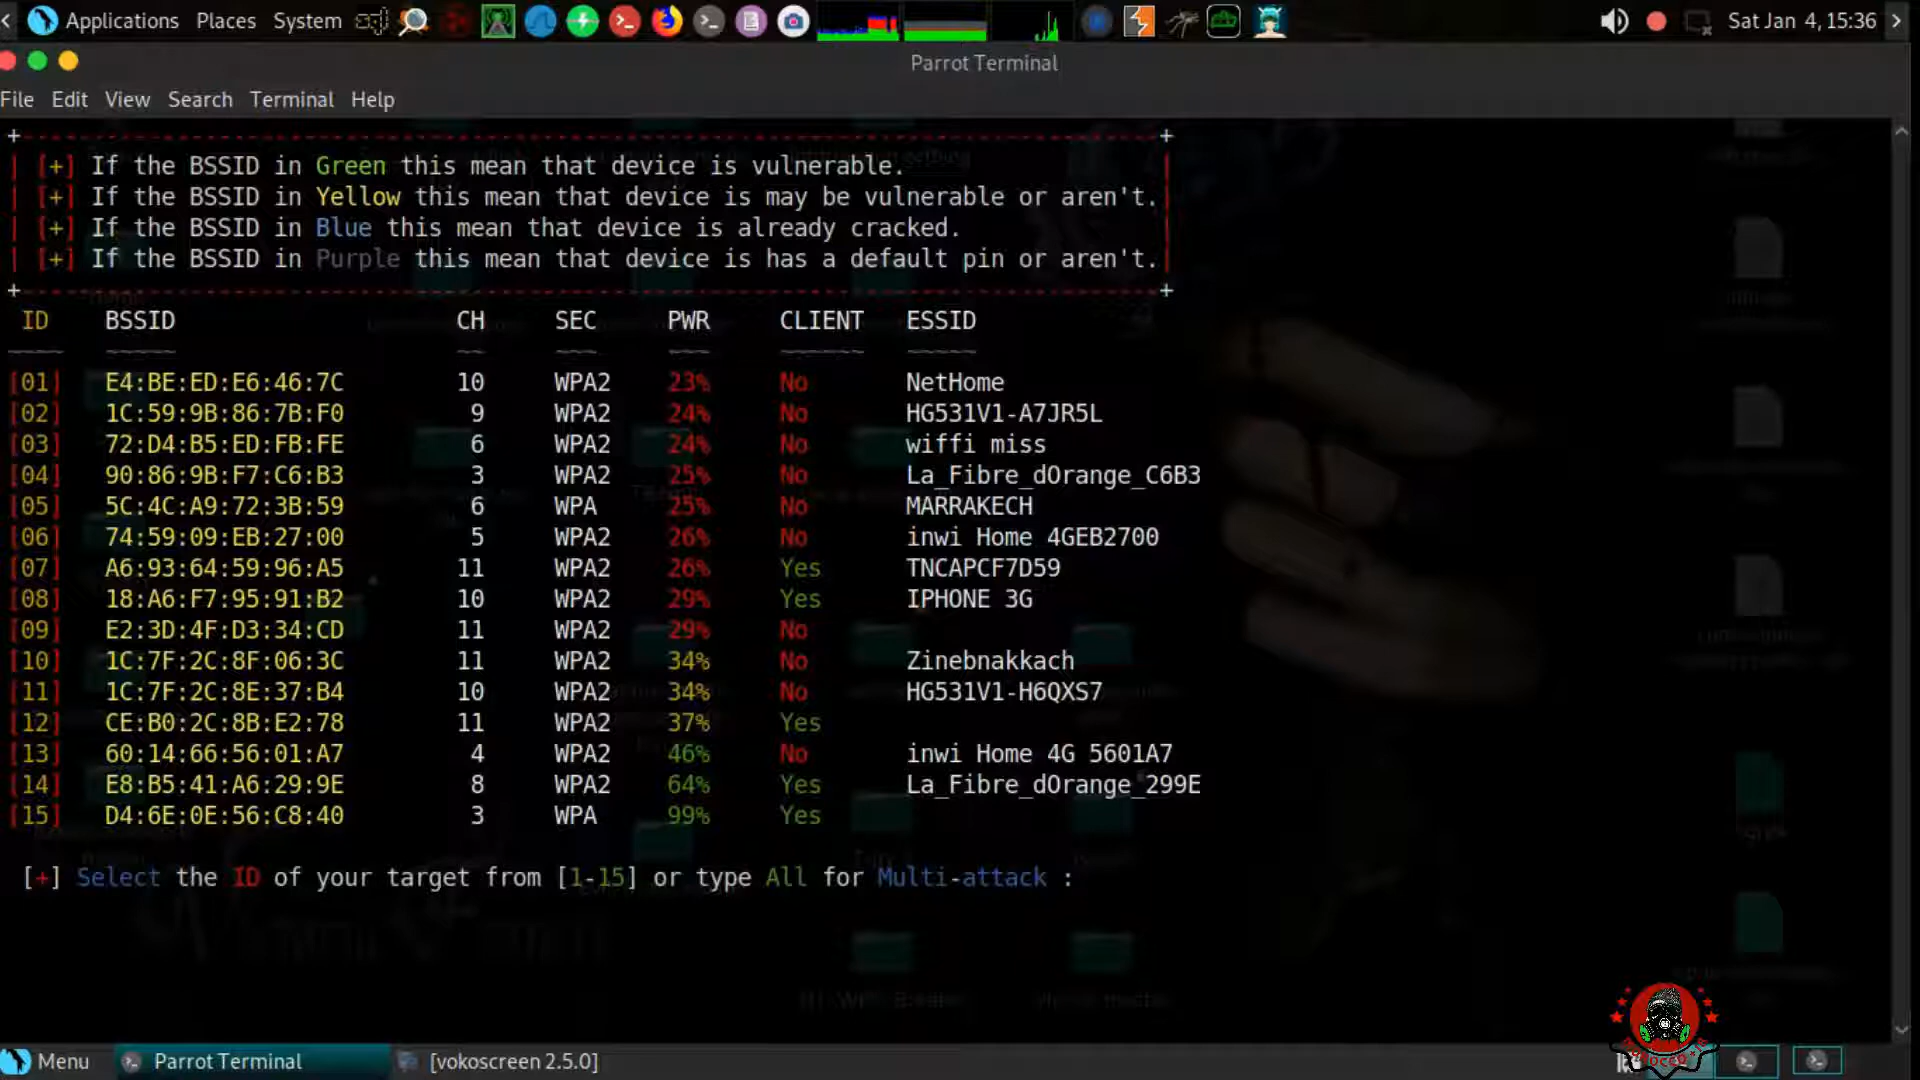 Applications Places System
Sat Jan 4, 15:36
Parrot Terminal
File Edit View Search Terminal Help
[+] If the BSSID in Green this mean that device is vulnerable.
[+] If the BSSID in Yellow this mean that device is may be vulnerable or aren't.
[+] If the BSSID in Blue this mean that device is already cracked.
[+] If the BSSID in Purple this mean that device is has a default pin or aren't.
ID BSSID CH SEC PWR CLIENT ESSID
[01] E4:BE:ED:E6:46:7C 10 WPA2 23% No NetHome
[02] 1C:59:9B:86:7B:F0 9 WPA2 24% No HG531V1-A7JR5L
[03] 72:D4:B5:ED:FB:FE 6 WPA2 24% No wiffi miss
[04] 90:86:9B:F7:C6:B3 3 WPA2 25% No La_Fibre_dOrange_C6B3
[05] 5C:4C:A9:72:3B:59 6 WPA 25% No MARRAKECH
[06] 74:59:09:EB:27:00 5 WPA2 26% No inwi Home 4GEB2700
[07] A6:93:64:59:96:A5 11 WPA2 26% Yes TNCAPCF7D59
[08] 18:A6:F7:95:91:B2 10 WPA2 29% Yes IPHONE 3G
[09] E2:3D:4F:D3:34:CD 11 WPA2 29% No
[10] 1C:7F:2C:8F:06:3C 11 WPA2 34% No Zinebnakkach
[11] 1C:7F:2C:8E:37:B4 10 WPA2 34% No HG531V1-H6QXS7
[12] CE:B0:2C:8B:E2:78 11 WPA2 37% Yes
[13] 60:14:66:56:01:A7 4 WPA2 46% No inwi Home 4G 5601A7
[14] E8:B5:41:A6:29:9E 8 WPA2 64% Yes La_Fibre_dOrange_299E
[15] D4:6E:0E:56:C8:40 3 WPA 99% Yes
[+] Select the ID of your target from [1-15] or type All for Multi-attack :
Menu Parrot Terminal [vokoscreen 2.5.0]